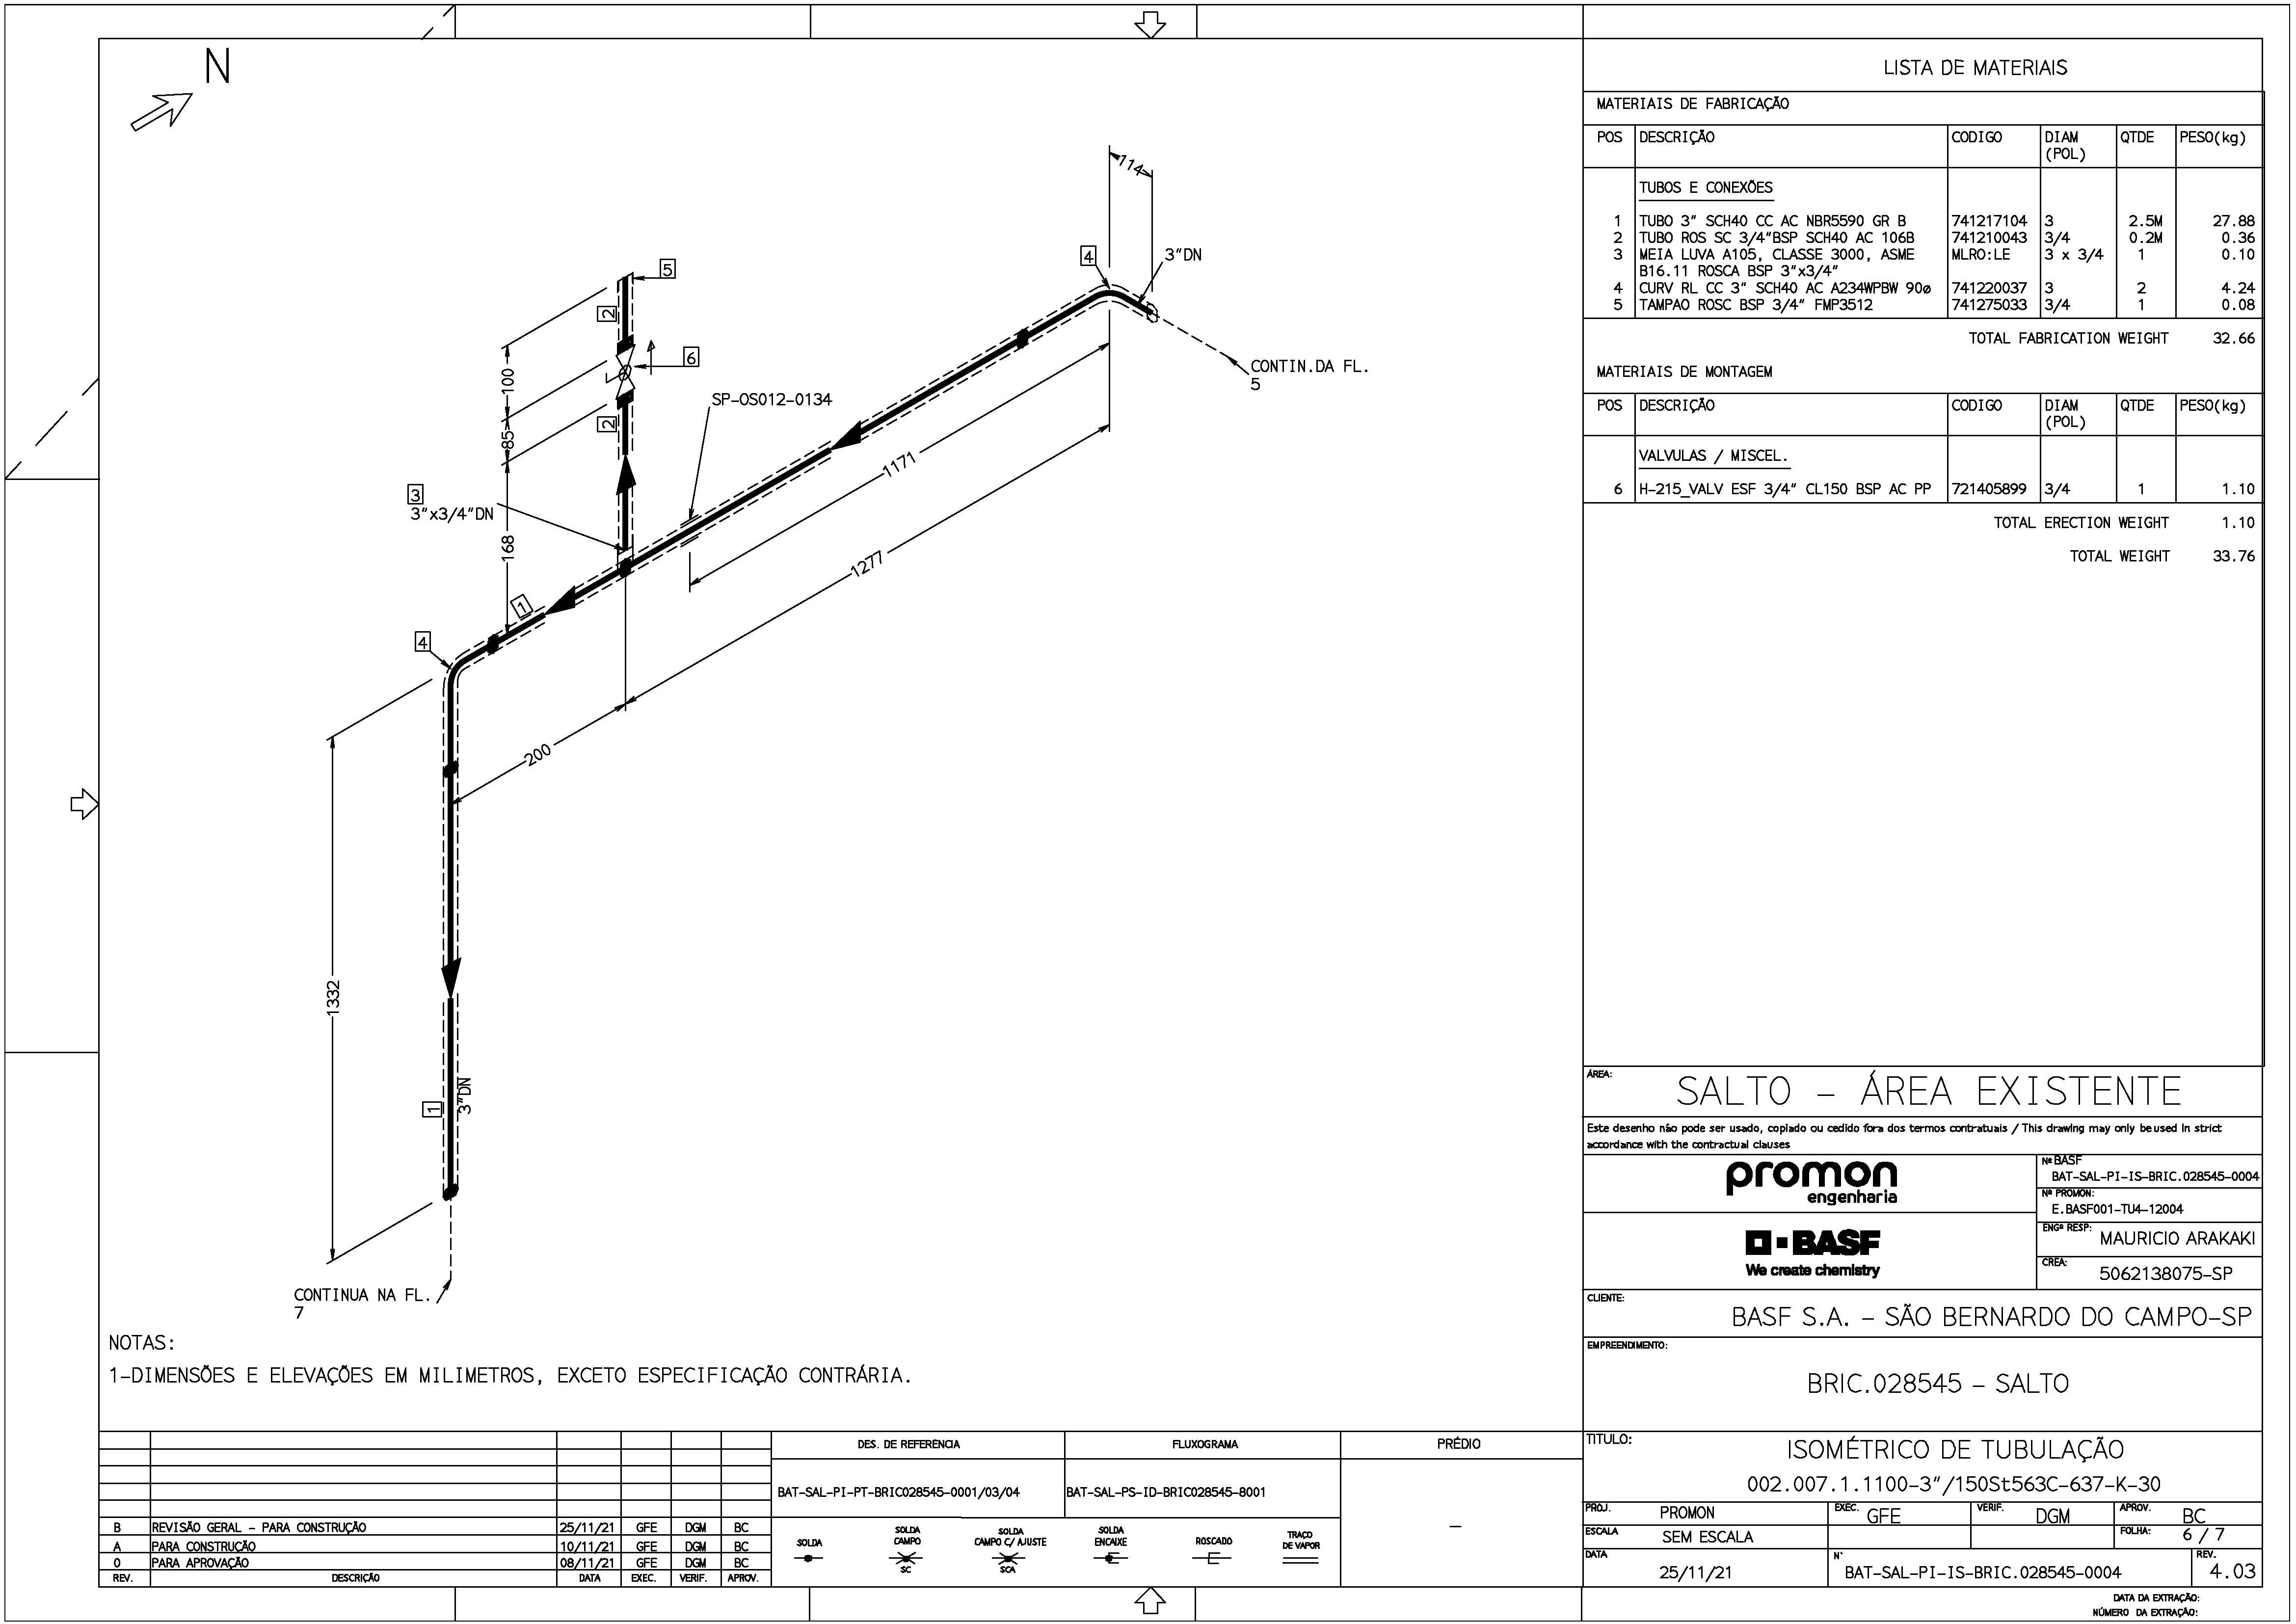 N
114
4
3"DN
5
2
6
CONTIN.DA FL.
5
100
SP-OS012-0134
2
85
1171
3
3"x3/4"DN
168
1277
1
4
200
1332
1
3"DN
CONTINUA NA FL.
7
NOTAS:
1-DIMENSÕES E ELEVAÇÕES EM MILIMETROS, EXCETO ESPECIFICAÇÃO CONTRÁRIA.
LISTA DE MATERIAIS
MATERIAIS DE FABRICAÇÃO
POS DESCRIÇÃO CODIGO DIAM (POL) QTDE PESO(kg)
TUBOS E CONEXÕES
1 TUBO 3" SCH40 CC AC NBR5590 GR B 741217104 3 2.5M 27.88
2 TUBO ROS SC 3/4"BSP SCH40 AC 106B 741210043 3/4 0.2M 0.36
3 MEIA LUVA A105, CLASSE 3000, ASME MLRO:LE 3 x 3/4 1 0.10
B16.11 ROSCA BSP 3"x3/4"
4 CURV RL CC 3" SCH40 AC A234WPBW 90ø 741220037 3 2 4.24
5 TAMPAO ROSC BSP 3/4" FMP3512 741275033 3/4 1 0.08
TOTAL FABRICATION WEIGHT 32.66
MATERIAIS DE MONTAGEM
POS DESCRIÇÃO CODIGO DIAM (POL) QTDE PESO(kg)
VALVULAS / MISCEL.
6 H-215_VALV ESF 3/4" CL150 BSP AC PP 721405899 3/4 1 1.10
TOTAL ERECTION WEIGHT 1.10
TOTAL WEIGHT 33.76
ÁREA:
SALTO - ÁREA EXISTENTE
Este desenho não pode ser usado, copiado ou cedido fora dos termos contratuais / This drawing may only be used in strict
accordance with the contractual clauses
promon
engenharia
Nº BASF
BAT-SAL-PI-IS-BRIC.028545-0004
Nº PROMON:
E.BASF001-TU4-12004
BASF
We create chemistry
ENGº RESP:
MAURICIO ARAKAKI
CREA:
5062138075-SP
CLIENTE:
BASF S.A. - SÃO BERNARDO DO CAMPO-SP
EMPREENDIMENTO:
BRIC.028545 - SALTO
TITULO:
ISOMÉTRICO DE TUBULAÇÃO
002.007.1.1100-3"/150St563C-637-K-30
PROJ. PROMON EXEC. GFE VERIF. DGM APROV. BC
ESCALA SEM ESCALA FOLHA: 6 / 7
DATA 25/11/21 N° BAT-SAL-PI-IS-BRIC.028545-0004 REV. 4.03
DATA DA EXTRAÇÃO:
NÚMERO DA EXTRAÇÃO:
B REVISÃO GERAL - PARA CONSTRUÇÃO 25/11/21 GFE DGM BC
A PARA CONSTRUÇÃO 10/11/21 GFE DGM BC
0 PARA APROVAÇÃO 08/11/21 GFE DGM BC
REV. DESCRIÇÃO DATA EXEC. VERIF. APROV.
DES. DE REFERÊNCIA FLUXOGRAMA PRÉDIO
BAT-SAL-PI-PT-BRIC028545-0001/03/04 BAT-SAL-PS-ID-BRIC028545-8001 -
SOLDA
SOLDA CAMPO
SC
SOLDA CAMPO C/ AJUSTE
SCA
SOLDA ENCAIXE
ROSCADO
TRAÇO DE VAPOR